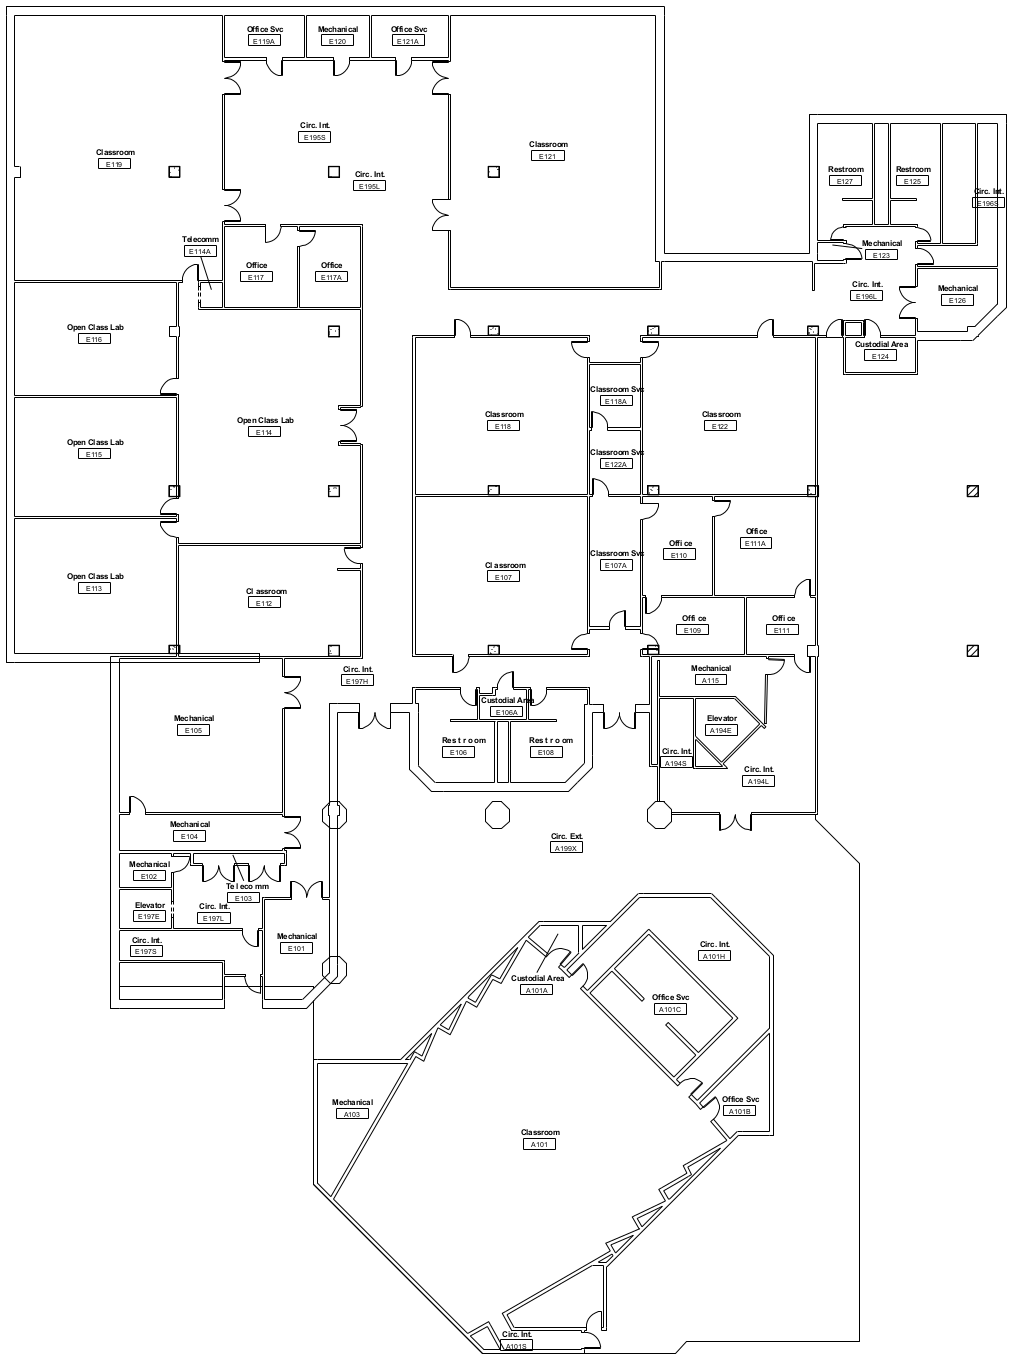 Office Svc
E119A
Mechanical
E120
Office Svc
E121A
Circ. Int.
E195S
Classroom
E119
Classroom
E121
Circ. Int.
E195L
Restroom
E127
Restroom
E125
Circ. Int.
E196S
Telecomm
E114A
Mechanical
E123
Office
E117
Office
E117A
Circ. Int.
E196L
Mechanical
E126
Open Class Lab
E116
Custodial Area
E124
Classroom Svc
E118A
Open Class Lab
E114
Classroom
E118
Classroom
E122
Open Class Lab
E115
Classroom Svc
E122A
Office
E110
Office
E111A
Classroom Svc
E107A
Open Class Lab
E113
Classroom
E112
Classroom
E107
Office
E109
Office
E111
Circ. Int.
E197H
Mechanical
A115
Custodial Area
E106A
Mechanical
E105
Elevator
A194E
Restroom
E106
Restroom
E108
Circ. Int.
A194S
Circ. Int.
A194L
Mechanical
E104
Circ. Ext.
A199X
Mechanical
E102
Telecomm
E103
Elevator
E197E
Circ. Int.
E197L
Circ. Int.
E197S
Mechanical
E101
Circ. Int.
A101H
Custodial Area
A101A
Office Svc
A101C
Mechanical
A103
Office Svc
A101B
Classroom
A101
Circ. Int.
A101S